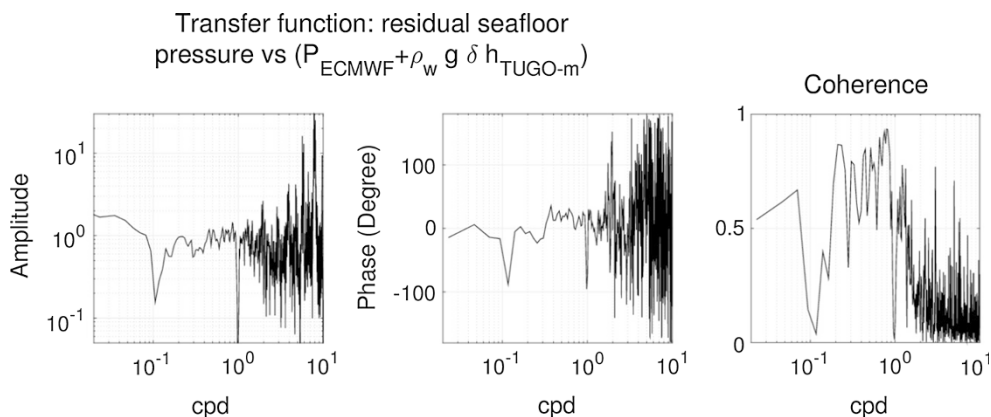 Transfer function: residual seafloor
pressure vs (P_ECMWF+ρ_w g δ h_TUGO-m)
Coherence
Amplitude
10^1
10^0
10^-1
10^-1 10^0 10^1
cpd
Phase (Degree)
100
0
-100
10^-1 10^0 10^1
cpd
1
0.5
0
10^-1 10^0 10^1
cpd